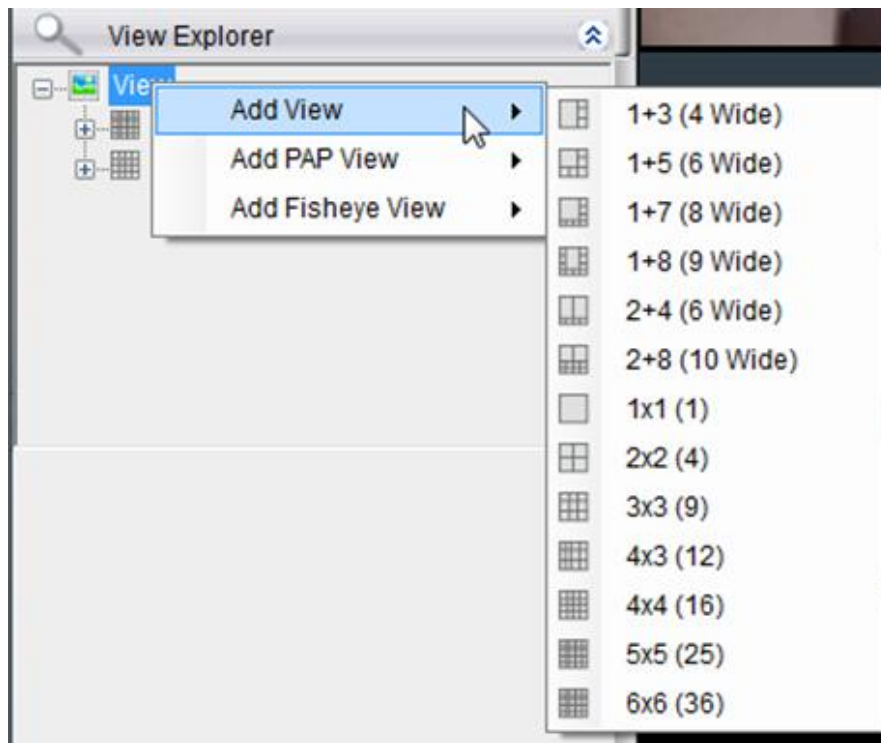 View Explorer
View
Add View
Add PAP View
Add Fisheye View
1+3 (4 Wide)
1+5 (6 Wide)
1+7 (8 Wide)
1+8 (9 Wide)
2+4 (6 Wide)
2+8 (10 Wide)
1x1 (1)
2x2 (4)
3x3 (9)
4x3 (12)
4x4 (16)
5x5 (25)
6x6 (36)